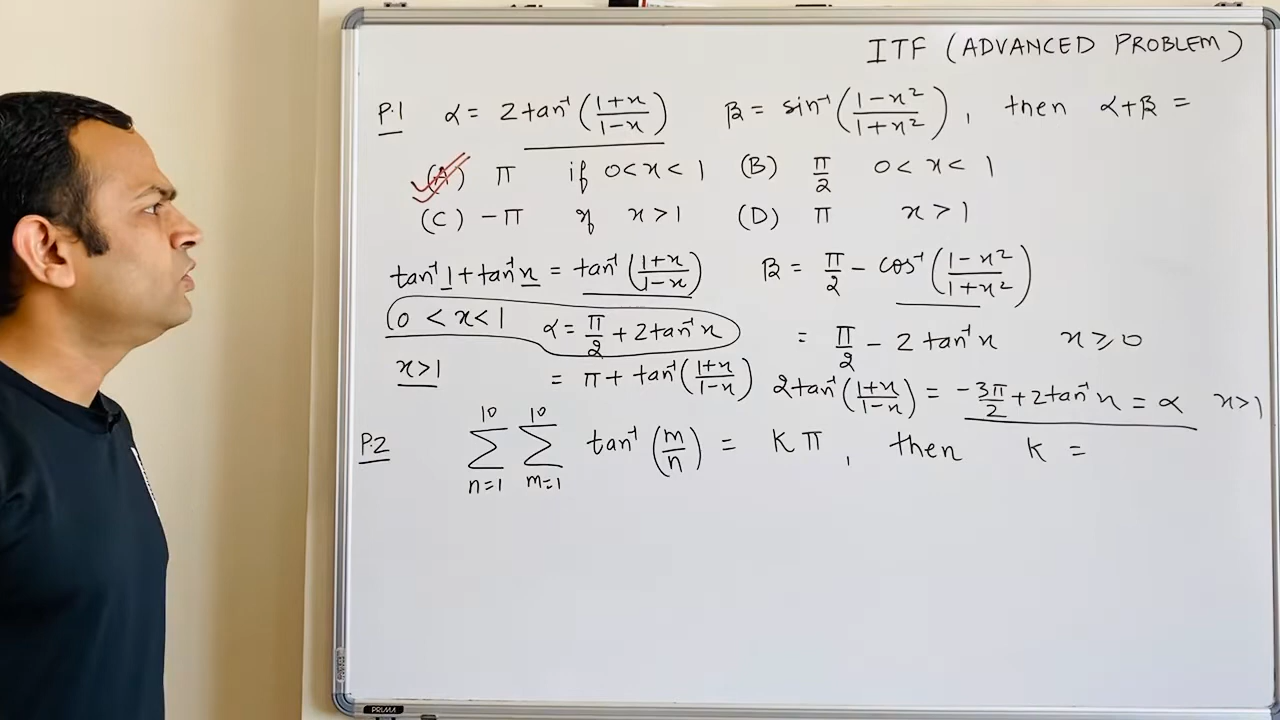 ITF (ADVANCED PROBLEM)
P.1 α = 2tan⁻¹((1+x)/(1-x)) β = sin⁻¹((1-x²)/(1+x²)), then α+β =
(A) π if 0<x<1 (B) π/2 0<x<1
(C) -π if x>1 (D) π x>1
tan⁻¹1 + tan⁻¹x = tan⁻¹((1+x)/(1-x)) β = π/2 - cos⁻¹((1-x²)/(1+x²))
0<x<1 α = π/2 + 2tan⁻¹x = π/2 - 2tan⁻¹x x≥0
x>1 = π + tan⁻¹((1+x)/(1-x)) 2tan⁻¹((1+x)/(1-x)) = -3π/2 + 2tan⁻¹x = α x>1
P.2 ∑_{n=1}^{10} ∑_{m=1}^{10} tan⁻¹(m/n) = Kπ, then K =
PRIMA